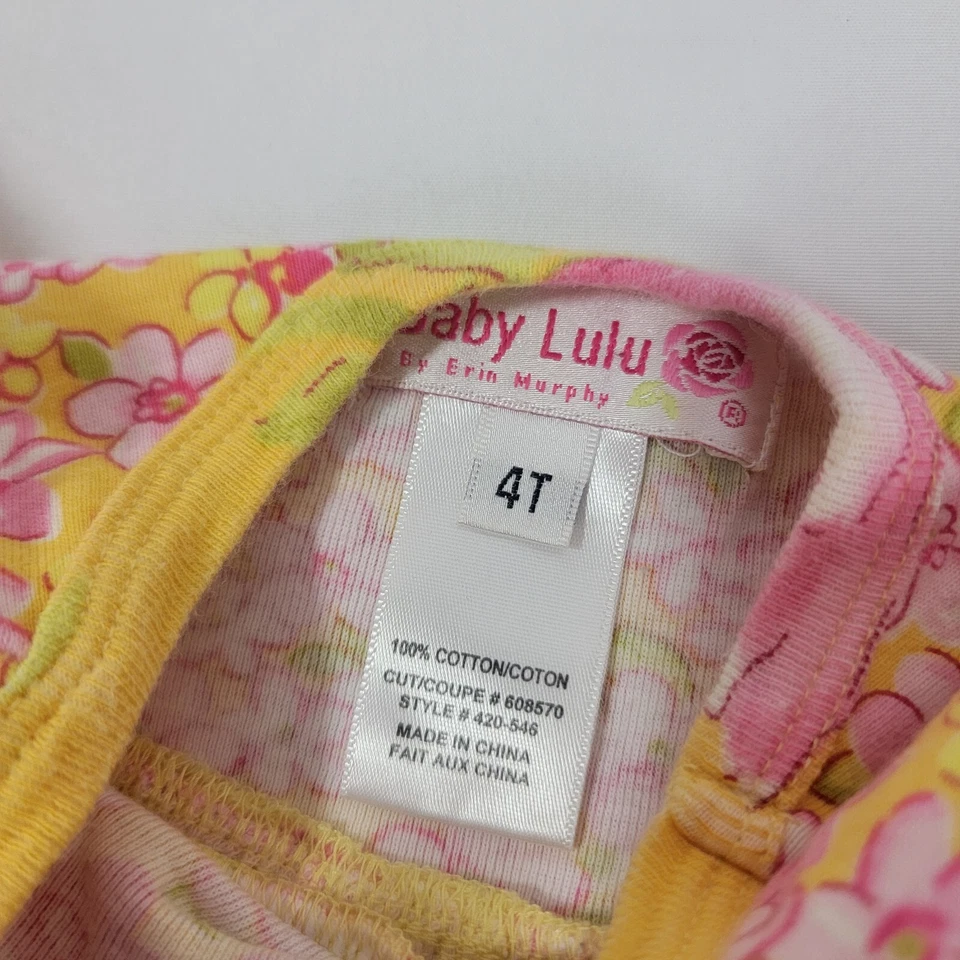 Baby Lulu
By Erin Murphy
®
4T
100% COTTON/COTON
CUT/COUPE # 608570
STYLE # 420-546
MADE IN CHINA
FAIT AUX CHINA